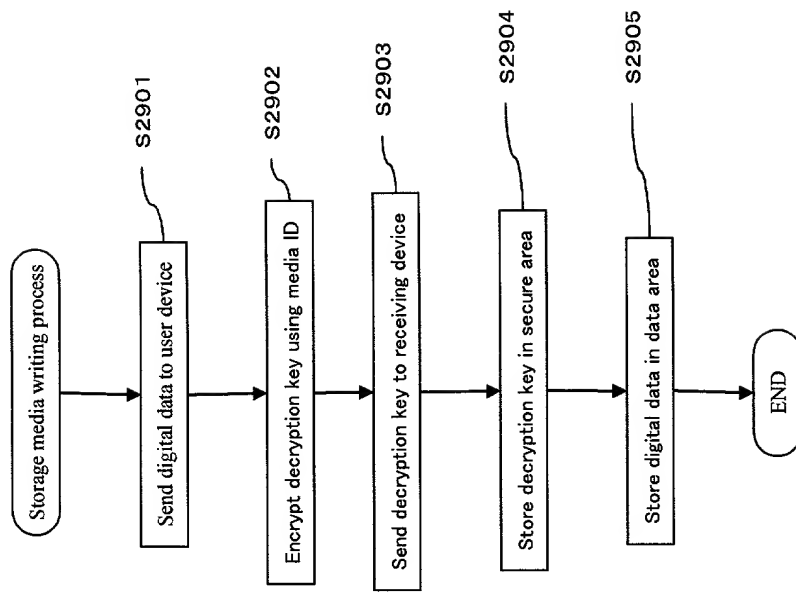 Storage media writing process
Send digital data to user device
S2901
Encrypt decryption key using media ID
S2902
Send decryption key to receiving device
S2903
Store decryption key in secure area
S2904
Store digital data in data area
S2905
END